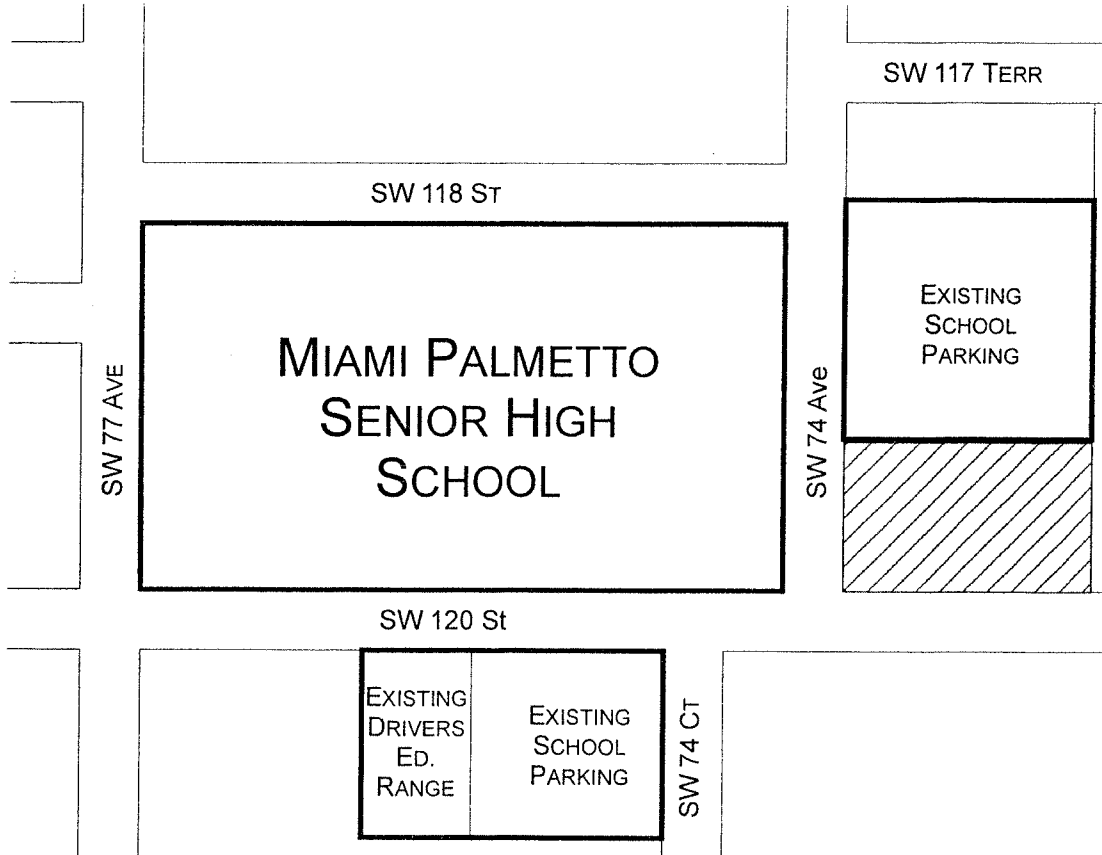 SW 117 TERR
SW 118 ST
EXISTING
SCHOOL
PARKING
MIAMI PALMETTO
SENIOR HIGH
SCHOOL
SW 77 AVE
SW 74 Ave
SW 120 St
EXISTING
DRIVERS
ED.
RANGE
EXISTING
SCHOOL
PARKING
SW 74 CT